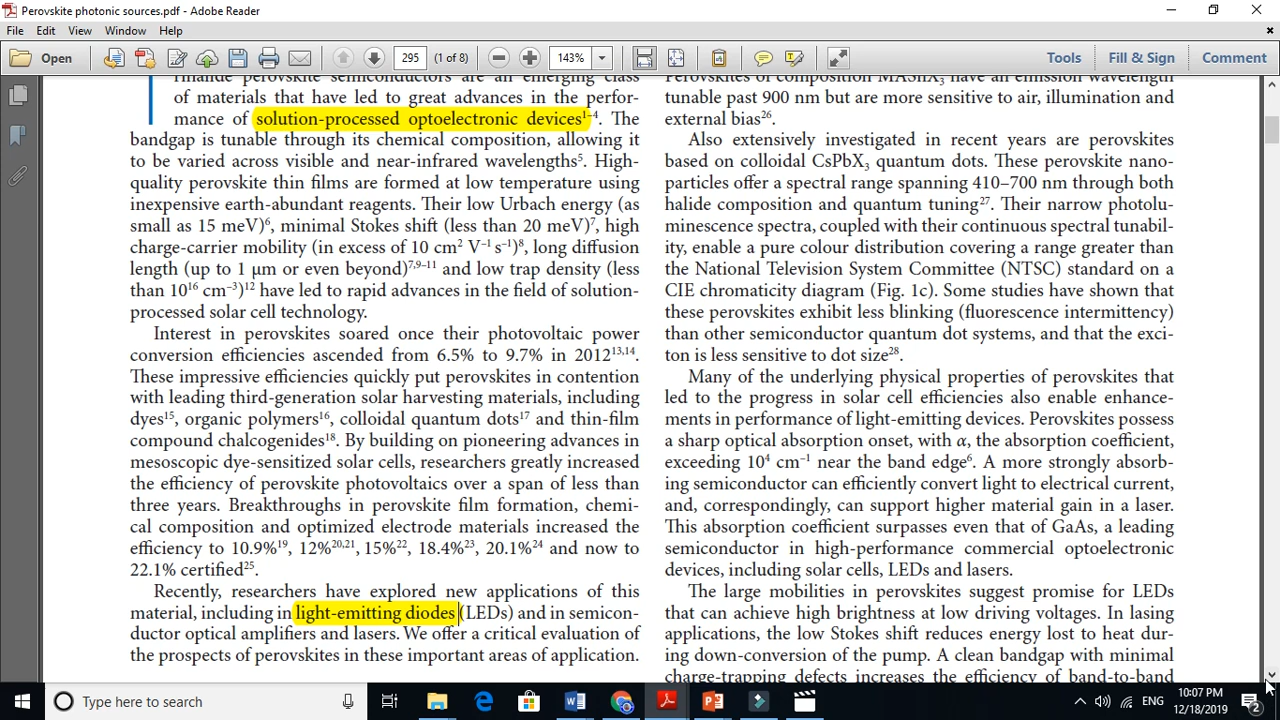 Perovskite photonic sources.pdf - Adobe Reader
File Edit View Window Help
Open 295 (1 of 8) 143% Tools Fill & Sign Comment
halide perovskite semiconductors are an emerging class
of materials that have led to great advances in the perfor-
mance of solution-processed optoelectronic devices1–4. The
bandgap is tunable through its chemical composition, allowing it
to be varied across visible and near-infrared wavelengths5. High-
quality perovskite thin films are formed at low temperature using
inexpensive earth-abundant reagents. Their low Urbach energy (as
small as 15 meV)6, minimal Stokes shift (less than 20 meV)7, high
charge-carrier mobility (in excess of 10 cm2 V−1 s−1)8, long diffusion
length (up to 1 μm or even beyond)7,9–11 and low trap density (less
than 1016 cm−3)12 have led to rapid advances in the field of solution-
processed solar cell technology.
Interest in perovskites soared once their photovoltaic power
conversion efficiencies ascended from 6.5% to 9.7% in 201213,14.
These impressive efficiencies quickly put perovskites in contention
with leading third-generation solar harvesting materials, including
dyes15, organic polymers16, colloidal quantum dots17 and thin-film
compound chalcogenides18. By building on pioneering advances in
mesoscopic dye-sensitized solar cells, researchers greatly increased
the efficiency of perovskite photovoltaics over a span of less than
three years. Breakthroughs in perovskite film formation, chemi-
cal composition and optimized electrode materials increased the
efficiency to 10.9%19, 12%20,21, 15%22, 18.4%23, 20.1%24 and now to
22.1% certified25.
Recently, researchers have explored new applications of this
material, including in light-emitting diodes (LEDs) and in semicon-
ductor optical amplifiers and lasers. We offer a critical evaluation of
the prospects of perovskites in these important areas of application.
Perovskites of composition MASnX3 have an emission wavelength
tunable past 900 nm but are more sensitive to air, illumination and
external bias26.
Also extensively investigated in recent years are perovskites
based on colloidal CsPbX3 quantum dots. These perovskite nano-
particles offer a spectral range spanning 410–700 nm through both
halide composition and quantum tuning27. Their narrow photolu-
minescence spectra, coupled with their continuous spectral tunabil-
ity, enable a pure colour distribution covering a range greater than
the National Television System Committee (NTSC) standard on a
CIE chromaticity diagram (Fig. 1c). Some studies have shown that
these perovskites exhibit less blinking (fluorescence intermittency)
than other semiconductor quantum dot systems, and that the exci-
ton is less sensitive to dot size28.
Many of the underlying physical properties of perovskites that
led to the progress in solar cell efficiencies also enable enhance-
ments in performance of light-emitting devices. Perovskites possess
a sharp optical absorption onset, with α, the absorption coefficient,
exceeding 104 cm−1 near the band edge6. A more strongly absorb-
ing semiconductor can efficiently convert light to electrical current,
and, correspondingly, can support higher material gain in a laser.
This absorption coefficient surpasses even that of GaAs, a leading
semiconductor in high-performance commercial optoelectronic
devices, including solar cells, LEDs and lasers.
The large mobilities in perovskites suggest promise for LEDs
that can achieve high brightness at low driving voltages. In lasing
applications, the low Stokes shift reduces energy lost to heat dur-
ing down-conversion of the pump. A clean bandgap with minimal
charge-trapping defects increases the efficiency of band-to-band
Type here to search
ENG
10:07 PM
12/18/2019
2